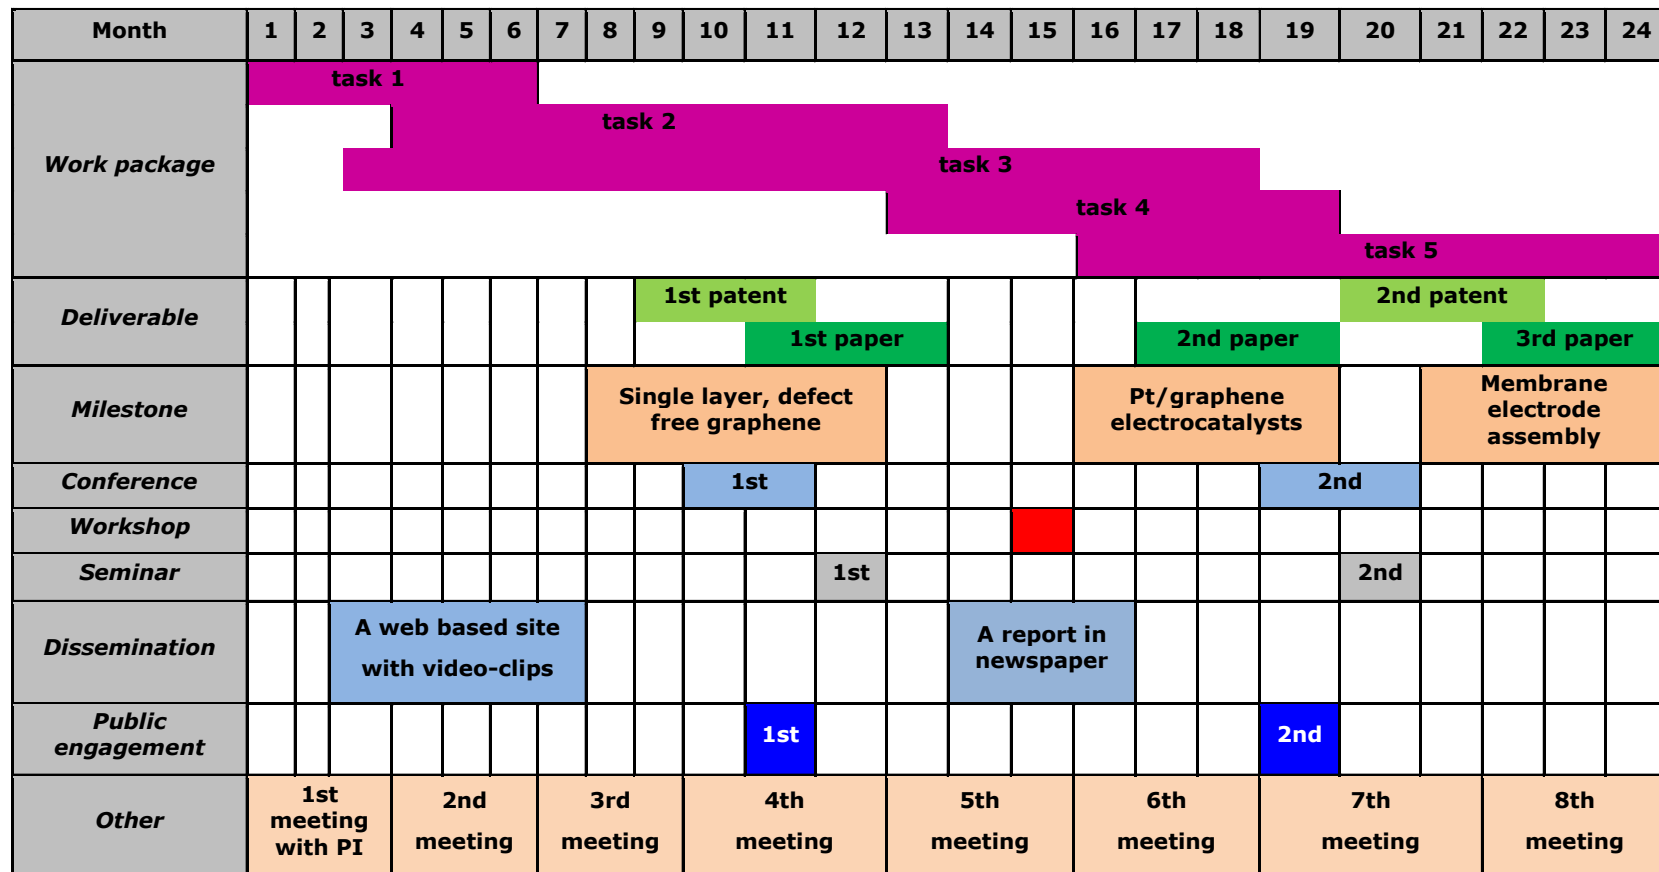 Month 1 2 3 4 5 6 7 8 9 10 11 12 13 14 15 16 17 18 19 20 21 22 23 24
task 1
task 2
Work package
task 3
task 4
task 5
Deliverable
1st patent 2nd patent
1st paper 2nd paper 3rd paper
Milestone
Single layer, defect
free graphene
Pt/graphene
electrocatalysts
Membrane
electrode
assembly
Conference 1st 2nd
Workshop
Seminar 1st 2nd
Dissemination
A web based site
with video-clips
A report in
newspaper
Public
engagement
1st 2nd
Other
1st
meeting
with PI
2nd
meeting
3rd
meeting
4th
meeting
5th
meeting
6th
meeting
7th
meeting
8th
meeting